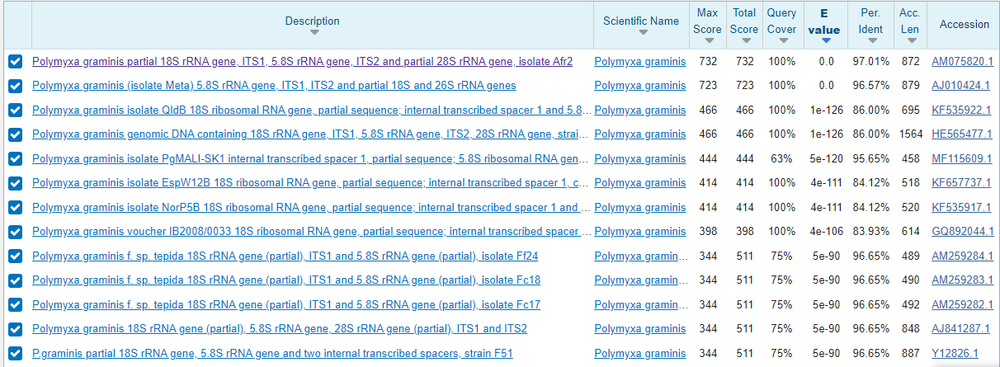 Description Scientific Name Max Score Total Score Query Cover E value Per. Ident Acc. Len Accession
Polymyxa graminis partial 18S rRNA gene, ITS1, 5.8S rRNA gene, ITS2 and partial 28S rRNA gene, isolate Afr2 Polymyxa graminis 732 732 100% 0.0 97.01% 872 AM075820.1
Polymyxa graminis (isolate Meta) 5.8S rRNA gene, ITS1, ITS2 and partial 18S and 26S rRNA genes Polymyxa graminis 723 723 100% 0.0 96.57% 879 AJ010424.1
Polymyxa graminis isolate QldB 18S ribosomal RNA gene, partial sequence; internal transcribed spacer 1 and 5.8... Polymyxa graminis 466 466 100% 1e-126 86.00% 695 KF535922.1
Polymyxa graminis genomic DNA containing 18S rRNA gene, ITS1, 5.8S rRNA gene, ITS2, 28S rRNA gene, strai... Polymyxa graminis 466 466 100% 1e-126 86.00% 1564 HE565477.1
Polymyxa graminis isolate PgMALI-SK1 internal transcribed spacer 1, partial sequence; 5.8S ribosomal RNA gen... Polymyxa graminis 444 444 63% 5e-120 95.65% 458 MF115609.1
Polymyxa graminis isolate EspW12B 18S ribosomal RNA gene, partial sequence; internal transcribed spacer 1, c... Polymyxa graminis 414 414 100% 4e-111 84.12% 518 KF657737.1
Polymyxa graminis isolate NorP5B 18S ribosomal RNA gene, partial sequence; internal transcribed spacer 1 and ... Polymyxa graminis 414 414 100% 4e-111 84.12% 520 KF535917.1
Polymyxa graminis voucher IB2008/0033 18S ribosomal RNA gene, partial sequence; internal transcribed spacer ... Polymyxa graminis 398 398 100% 4e-106 83.93% 614 GQ892044.1
Polymyxa graminis f. sp. tepida 18S rRNA gene (partial), ITS1 and 5.8S rRNA gene (partial), isolate Ff24 Polymyxa gramin... 344 511 75% 5e-90 96.65% 489 AM259284.1
Polymyxa graminis f. sp. tepida 18S rRNA gene (partial), ITS1 and 5.8S rRNA gene (partial), isolate Fc18 Polymyxa gramin... 344 511 75% 5e-90 96.65% 490 AM259283.1
Polymyxa graminis f. sp. tepida 18S rRNA gene (partial), ITS1 and 5.8S rRNA gene (partial), isolate Fc17 Polymyxa gramin... 344 511 75% 5e-90 96.65% 492 AM259282.1
Polymyxa graminis 18S rRNA gene (partial), 5.8S rRNA gene, 28S rRNA gene (partial), ITS1 and ITS2 Polymyxa graminis 344 511 75% 5e-90 96.65% 848 AJ841287.1
P.graminis partial 18S rRNA gene, 5.8S rRNA gene and two internal transcribed spacers, strain F51 Polymyxa graminis 344 511 75% 5e-90 96.65% 887 Y12826.1